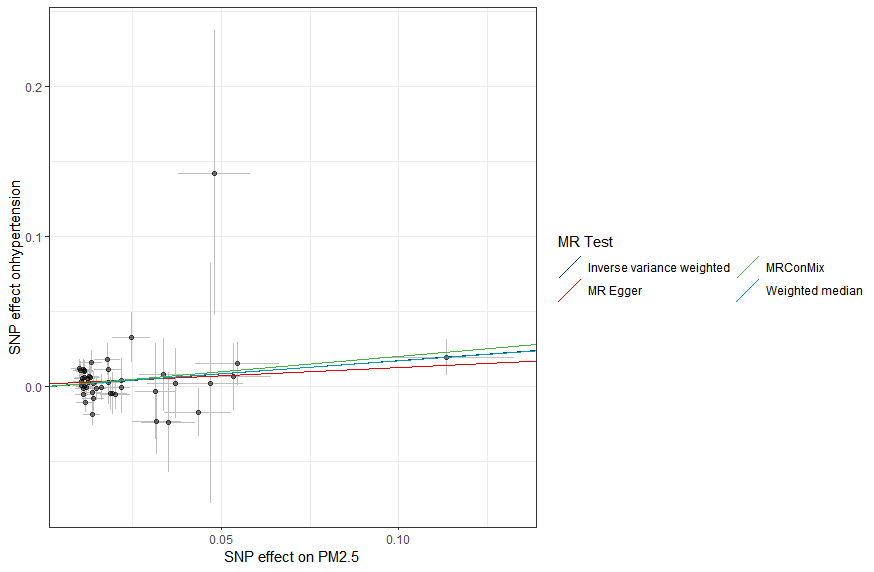 0.2
0.1
0.0
SNP effect onhypertension
0.05
0.10
SNP effect on PM2.5
MR Test
Inverse variance weighted
MRConMix
MR Egger
Weighted median